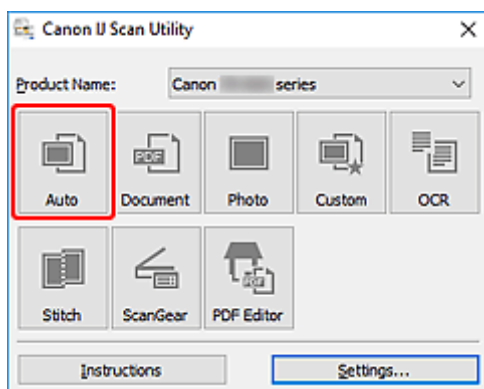 Canon IJ Scan Utility
Product Name: Canon series
Auto Document Photo Custom OCR
PDF
Stitch ScanGear PDF Editor
PDF
Instructions Settings...